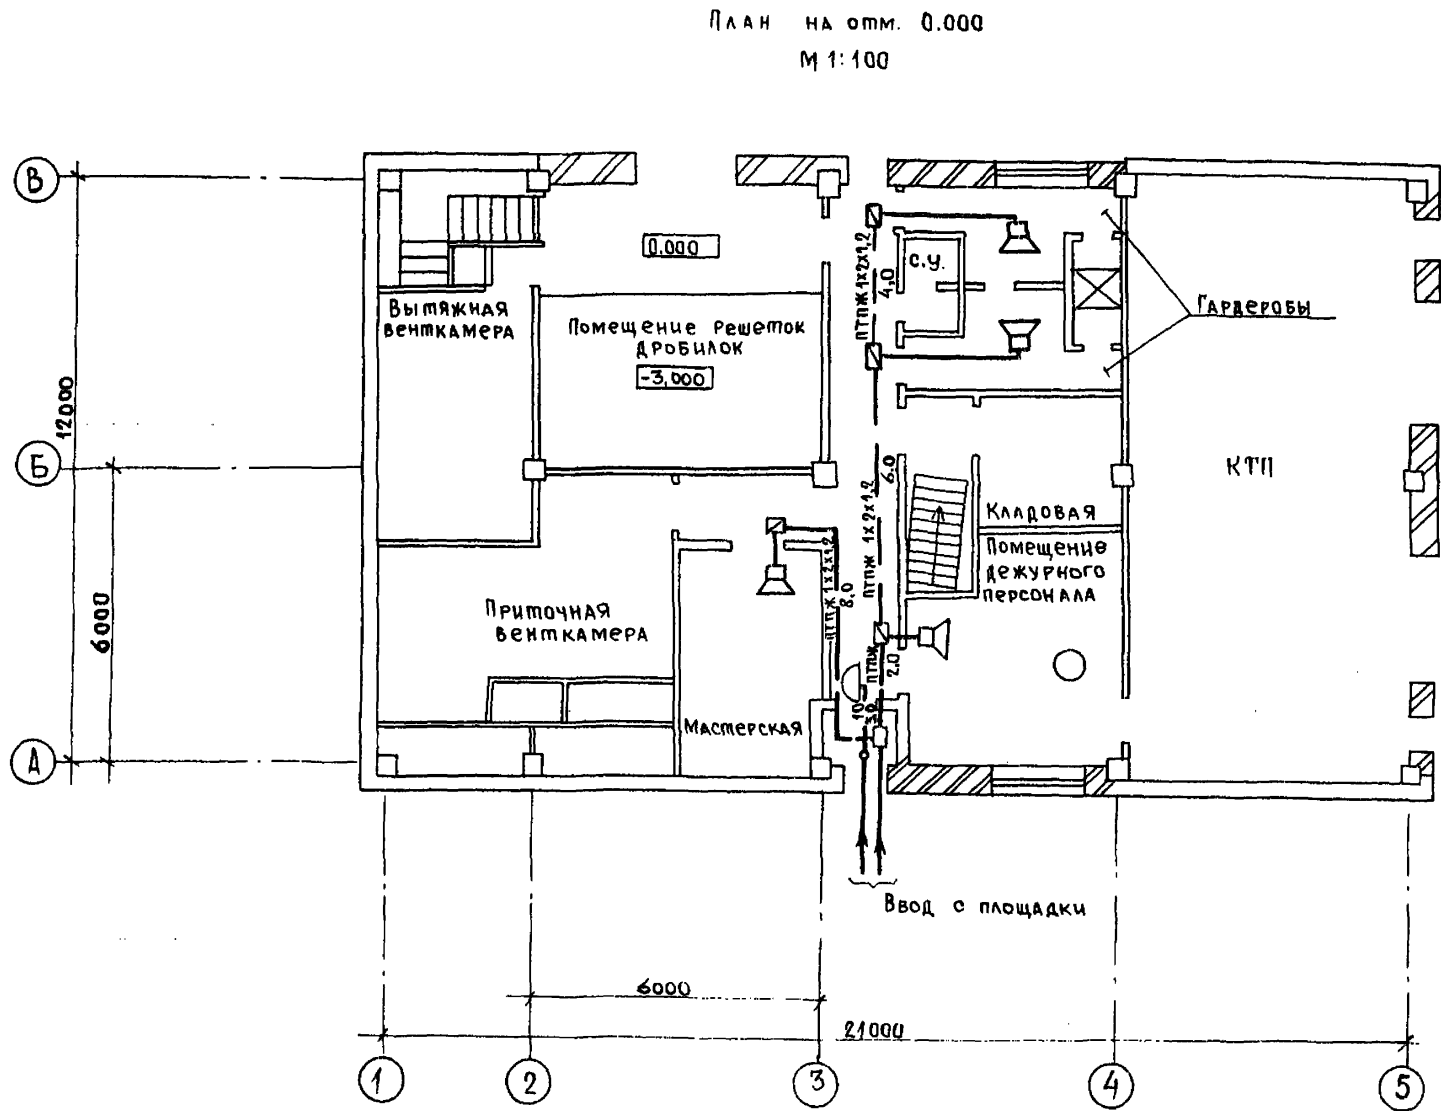 План на отм. 0.000
М 1:100
В
0.000
с.у.
Вытяжная
венткамера
Помещение решеток
дробилок
-3,000
ПТПЖ 1х2х1,2
4,0
Гардеробы
12000
Б
6.0
КТП
ПТПЖ 1х2х1,2
Кладовая
Помещение
дежурного
персонала
ПТПЖ 1х2х1,2
8.0
6000
Приточная
венткамера
ПТПЖ
2.0
10
3.0
Мастерская
А
Ввод с площадки
6000
21000
1
2
3
4
5